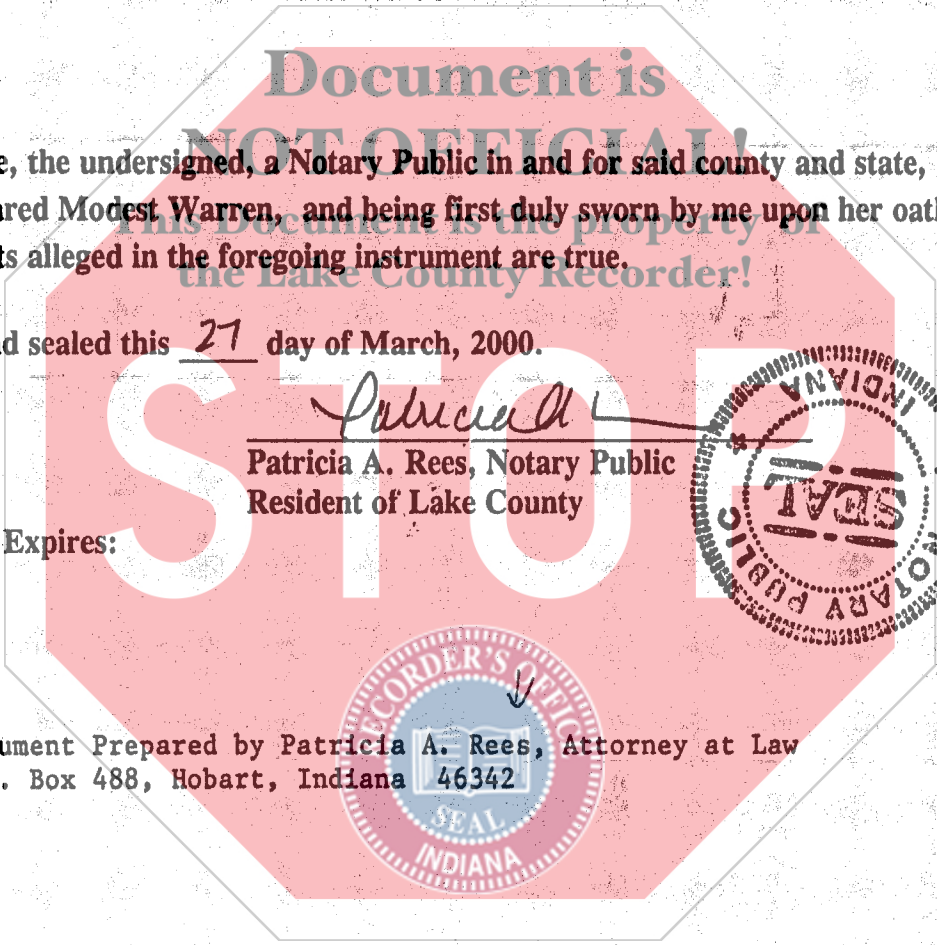 Document is
NOT OFFICIAL!
e, the undersigned, a Notary Public in and for said county and state,
This Document is the property of
ared Modest Warren, and being first duly sworn by me upon her oath
the Lake County Recorder!
ts alleged in the foregoing instrument are true.
d sealed this 27 day of March, 2000.
STOP
Patricia A. Rees, Notary Public
Resident of Lake County
Expires:
NOTARY PUBLIC
INDIANA
SEAL
RECORDER'S OFFIC
ument Prepared by Patricia A. Rees, Attorney at Law
. Box 488, Hobart, Indiana 46342
SEAL
INDIANA